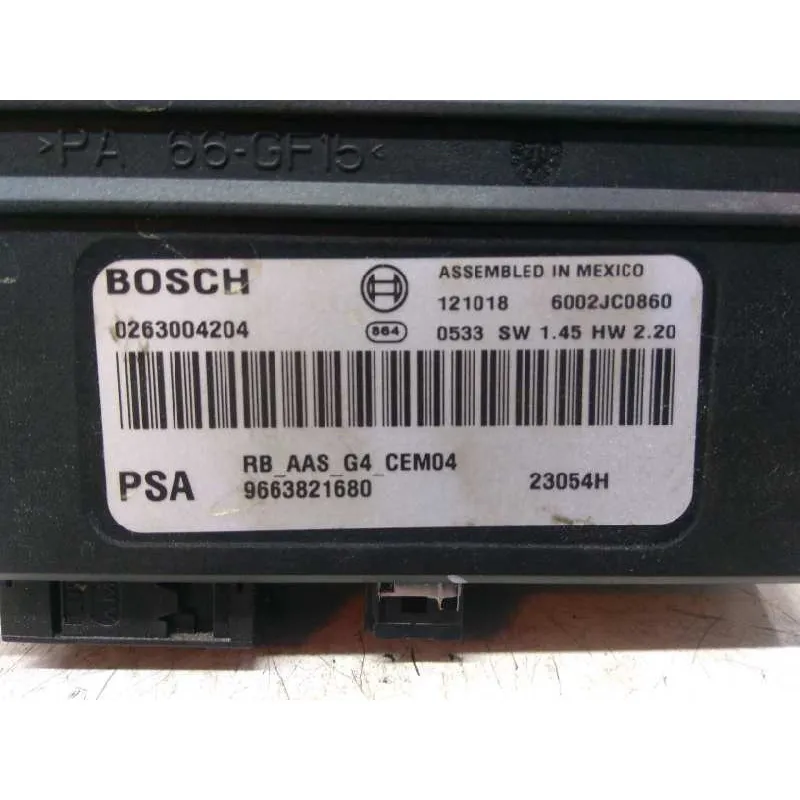 >PA 66-GF15<
BOSCH
ASSEMBLED IN MEXICO
121018 6002JC0860
0263004204
864 0533 SW 1.45 HW 2.20
RB_AAS_G4_CEM04
PSA 9663821680 23054H